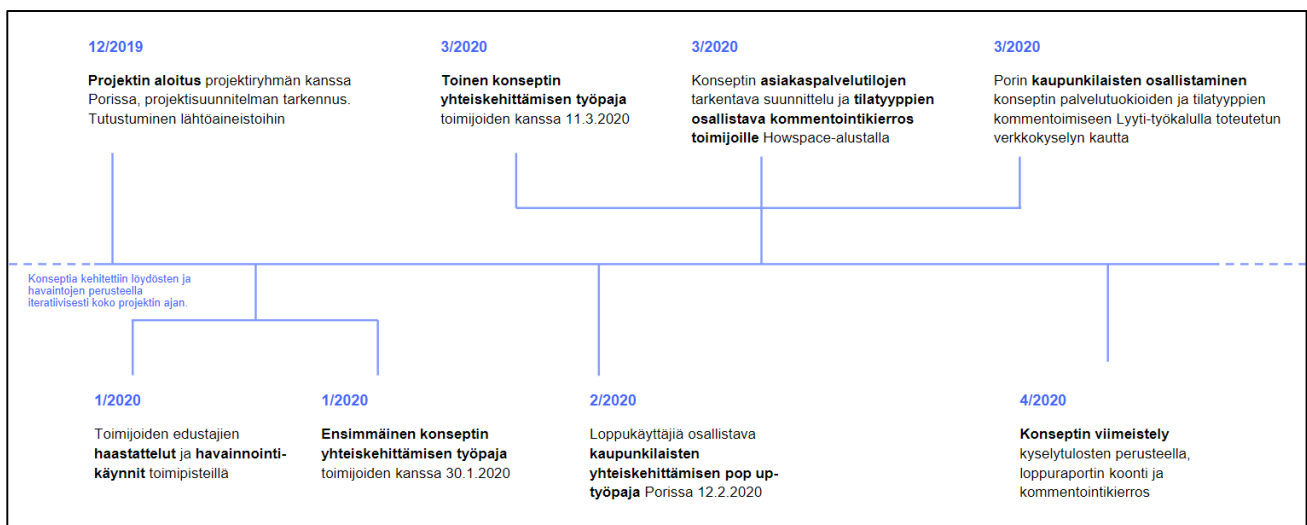 12/2019
Projektin aloitus projektiryhmän kanssa
Porissa, projektisuunnitelman tarkennus.
Tutustuminen lähtöaineistoihin
3/2020
Toinen konseptin
yhteiskehittämisen työpaja
toimijoiden kanssa 11.3.2020
3/2020
Konseptin asiakaspalvelutilojen
tarkentava suunnittelu ja tilatyyppien
osallistava kommentointikierros
toimijoille Howspace-alustalla
3/2020
Porin kaupunkilaisten osallistaminen
konseptin palvelutuokioiden ja tilatyyppien
kommentoimiseen Lyyti-työkalulla toteutetun
verkkokyselyn kautta
Konseptia kehitettiin löydösten ja
havaintojen perusteella
iteratiivisesti koko projektin ajan.
1/2020
Toimijoiden edustajien
haastattelut ja havainnointi-
käynnit toimipisteillä
1/2020
Ensimmäinen konseptin
yhteiskehittämisen työpaja
toimijoiden kanssa 30.1.2020
2/2020
Loppukäyttäjiä osallistava
kaupunkilaisten
yhteiskehittämisen pop up-
työpaja Porissa 12.2.2020
4/2020
Konseptin viimeistely
kyselytulosten perusteella,
loppuraportin koonti ja
kommentointikierros